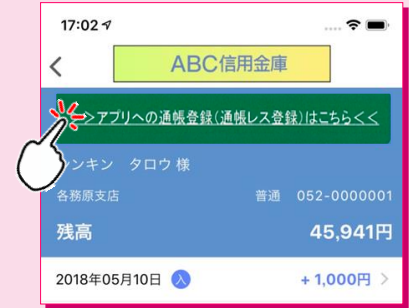 17:02
ABC信用金庫
>アプリへの通帳登録(通帳レス登録)はこちら<<
ンキン タロウ 様
各務原支店 普通 052-0000001
残高 45,941円
2018年05月10日 入 +1,000円 >